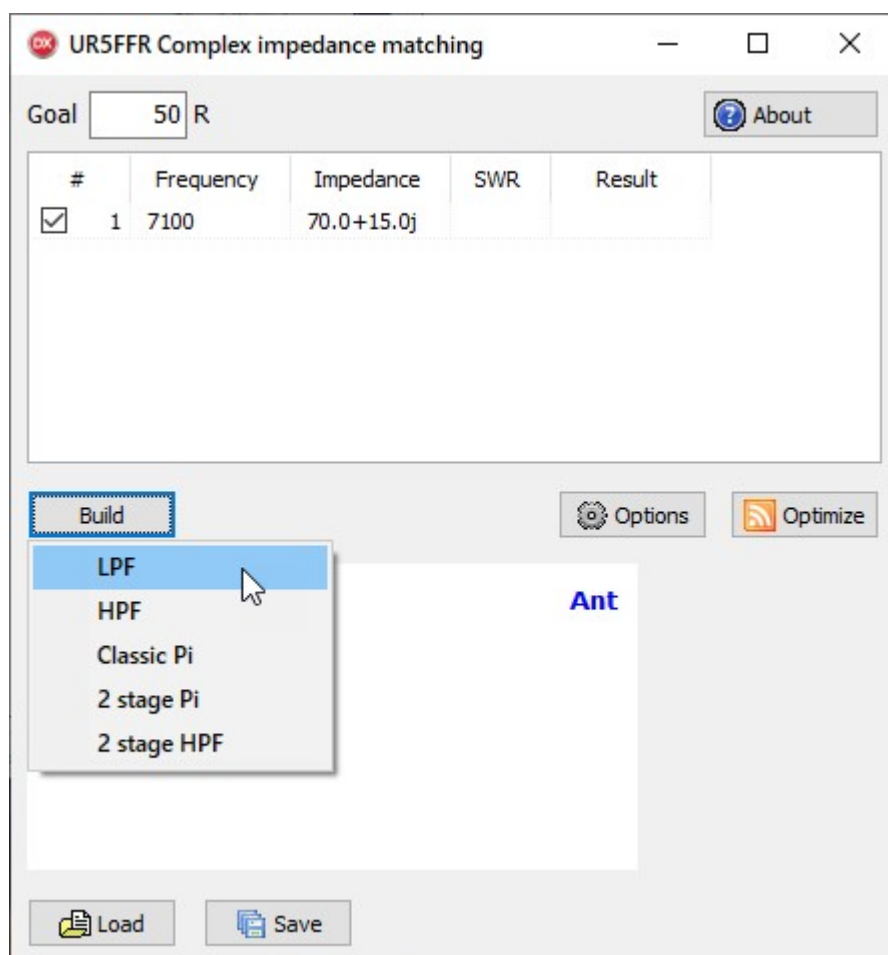 DX UR5FFR Complex impedance matching
Goal 50 R About
# Frequency Impedance SWR Result
1 7100 70.0+15.0j
Build Options Optimize
LPF
Ant
HPF
Classic Pi
2 stage Pi
2 stage HPF
Load Save